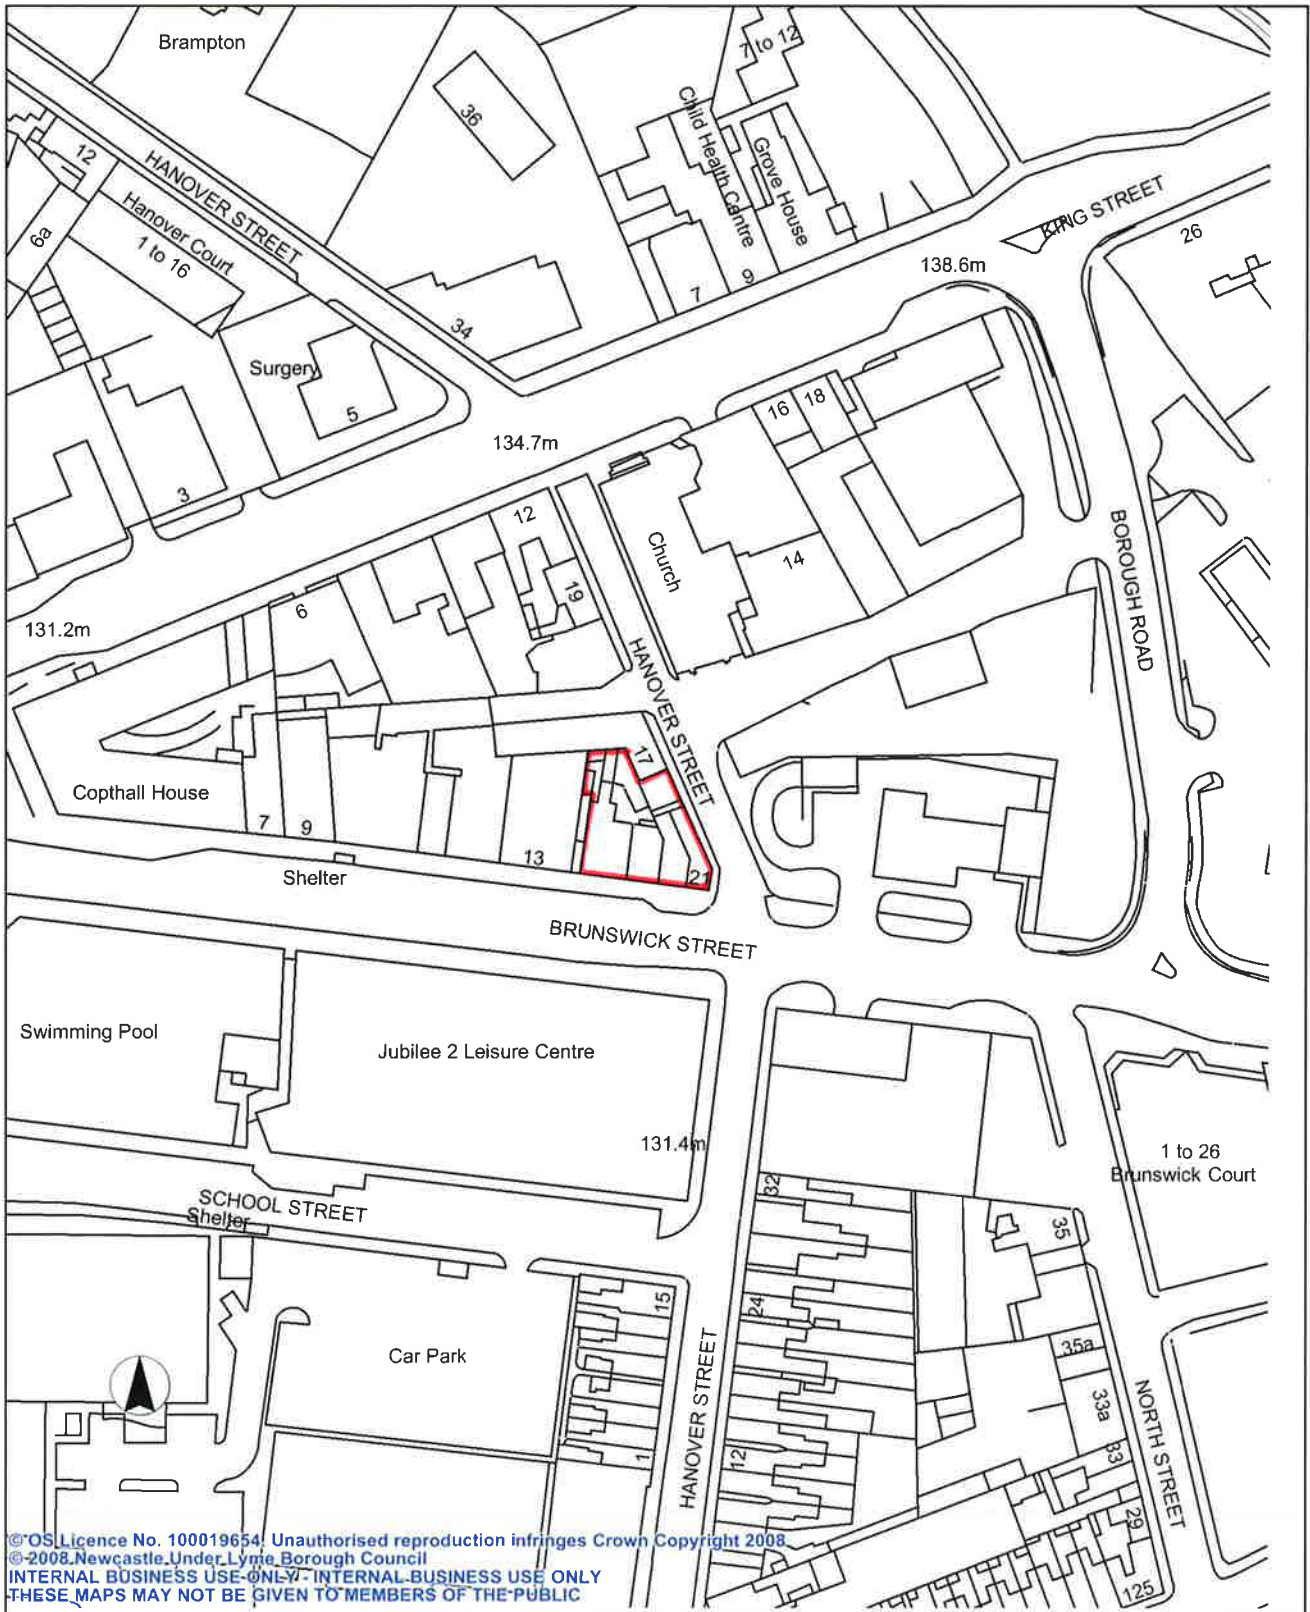 Brampton
7 to 12
36
Child Health Centre
Grove House
12
HANOVER STREET
Hanover Court
1 to 16
6a
KING STREET
26
138.6m
7
9
34
Surgery
5
16
18
134.7m
3
12
Church
14
19
BOROUGH ROAD
6
131.2m
HANOVER STREET
17
Copthall House
7
9
13
21
Shelter
BRUNSWICK STREET
Swimming Pool
Jubilee 2 Leisure Centre
131.4m
1 to 26
Brunswick Court
32
SCHOOL STREET
Shelter
35
15
24
Car Park
35a
33a
HANOVER STREET
NORTH STREET
1
12
33
29
125
© OS Licence No. 100019654. Unauthorised reproduction infringes Crown Copyright 2008
© 2008 Newcastle Under Lyme Borough Council
INTERNAL BUSINESS USE ONLY - INTERNAL BUSINESS USE ONLY
THESE MAPS MAY NOT BE GIVEN TO MEMBERS OF THE PUBLIC